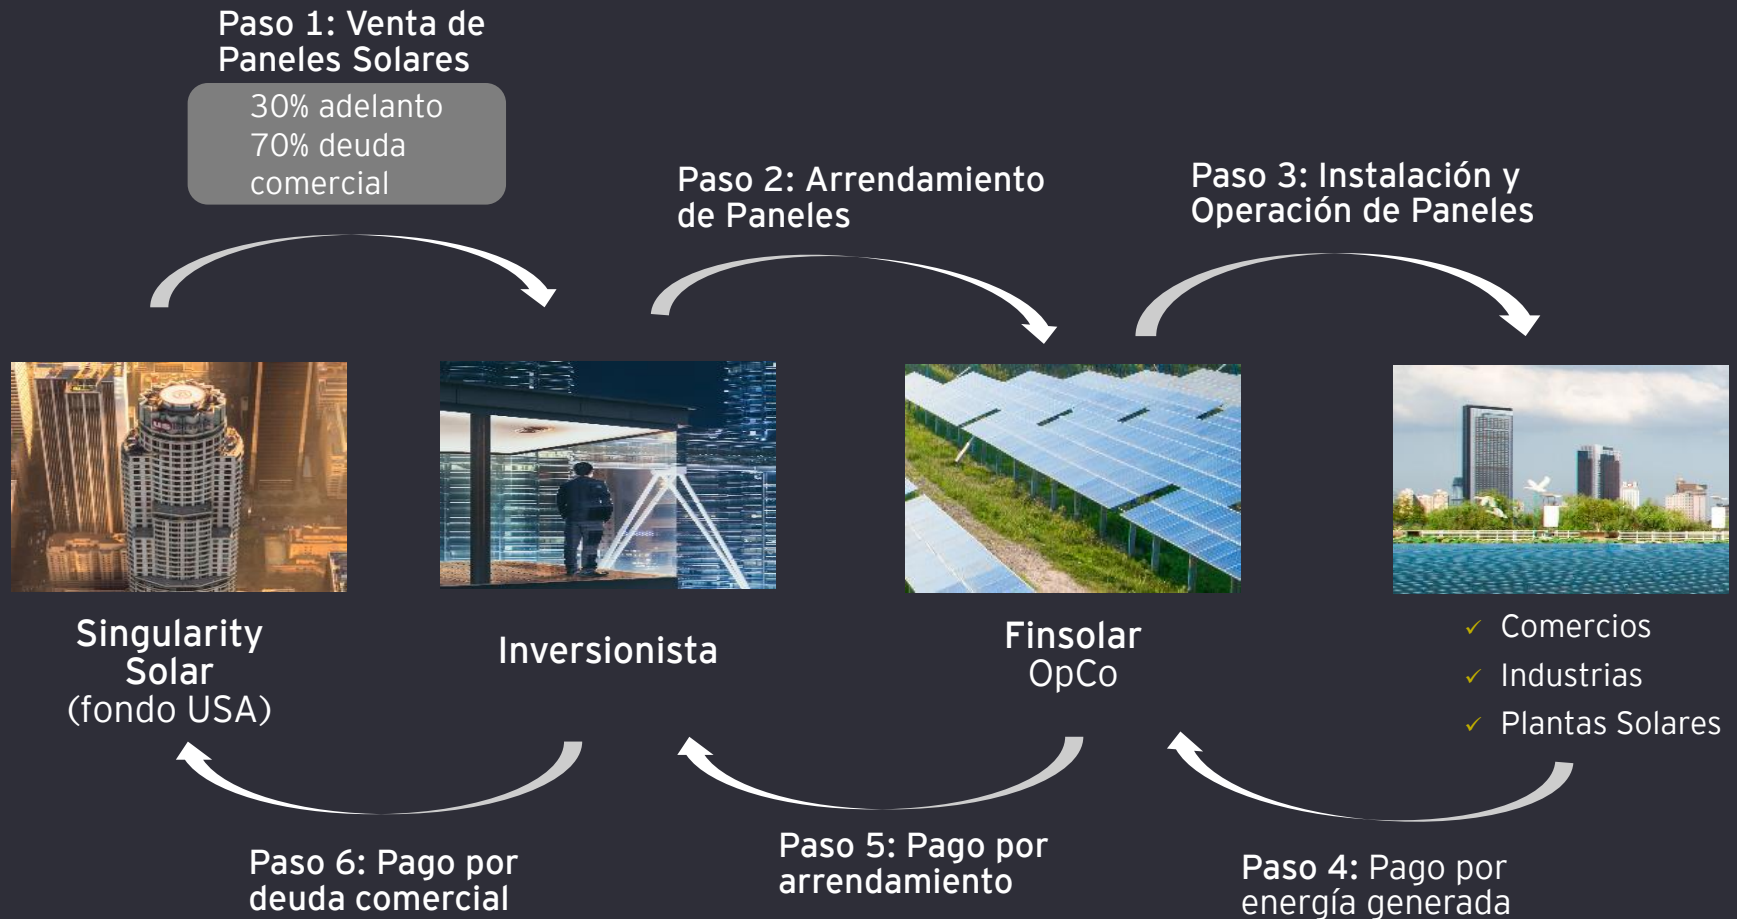 Paso 1: Venta de
Paneles Solares
30% adelanto
70% deuda
comercial
Paso 2: Arrendamiento
de Paneles
Paso 3: Instalación y
Operación de Paneles
Singularity
Solar
(fondo USA)
Inversionista
Finsolar
OpCo
✓ Comercios
✓ Industrias
✓ Plantas Solares
Paso 6: Pago por
deuda comercial
Paso 5: Pago por
arrendamiento
Paso 4: Pago por
energía generada